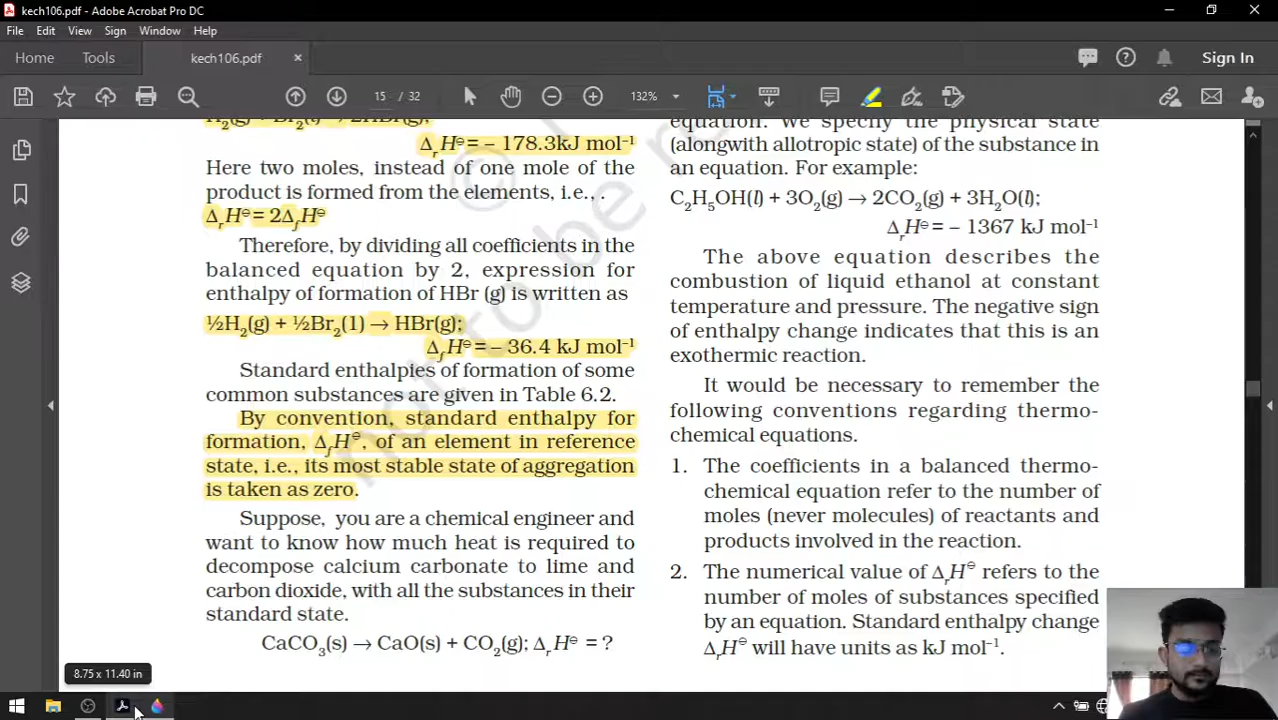 kech106.pdf - Adobe Acrobat Pro DC
File Edit View Sign Window Help
Home Tools kech106.pdf × Sign In
15 / 32 132%
H₂(g) + Br₂(l) → 2HBr(g);
ΔᵣH⊖ = – 178.3kJ mol⁻¹
Here two moles, instead of one mole of the
product is formed from the elements, i.e., .
ΔᵣH⊖ = 2ΔfH⊖
Therefore, by dividing all coefficients in the
balanced equation by 2, expression for
enthalpy of formation of HBr (g) is written as
½H₂(g) + ½Br₂(1) → HBr(g);
ΔfH⊖ = – 36.4 kJ mol⁻¹
Standard enthalpies of formation of some
common substances are given in Table 6.2.
By convention, standard enthalpy for
formation, ΔfH⊖, of an element in reference
state, i.e., its most stable state of aggregation
is taken as zero.
Suppose, you are a chemical engineer and
want to know how much heat is required to
decompose calcium carbonate to lime and
carbon dioxide, with all the substances in their
standard state.
CaCO₃(s) → CaO(s) + CO₂(g); ΔᵣH⊖ = ?
equation. We specify the physical state
(alongwith allotropic state) of the substance in
an equation. For example:
C₂H₅OH(l) + 3O₂(g) → 2CO₂(g) + 3H₂O(l);
ΔᵣH⊖ = – 1367 kJ mol⁻¹
The above equation describes the
combustion of liquid ethanol at constant
temperature and pressure. The negative sign
of enthalpy change indicates that this is an
exothermic reaction.
It would be necessary to remember the
following conventions regarding thermo-
chemical equations.
1. The coefficients in a balanced thermo-
chemical equation refer to the number of
moles (never molecules) of reactants and
products involved in the reaction.
2. The numerical value of ΔᵣH⊖ refers to the
number of moles of substances specified
by an equation. Standard enthalpy change
ΔᵣH⊖ will have units as kJ mol⁻¹.
8.75 x 11.40 in
©
not to be re